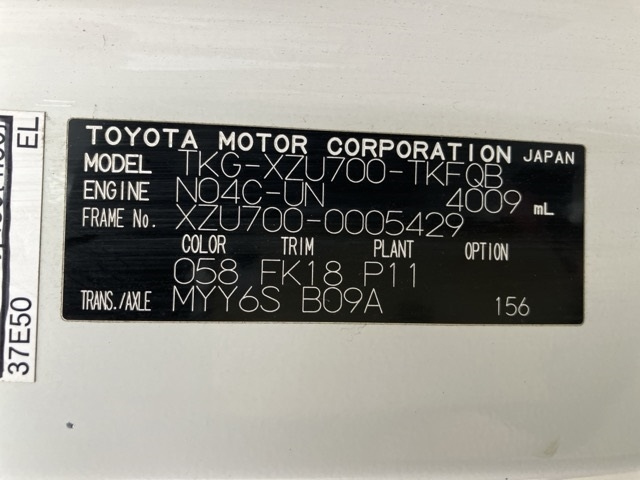 TOYOTA MOTOR CORPORATION JAPAN
MODEL TKG-XZU700-TKFQB
ENGINE N04C-UN 4009 mL
FRAME No. XZU700-0005429
COLOR TRIM PLANT OPTION
058 FK18 P11
TRANS./AXLE MYY6S B09A 156
EL
37E50